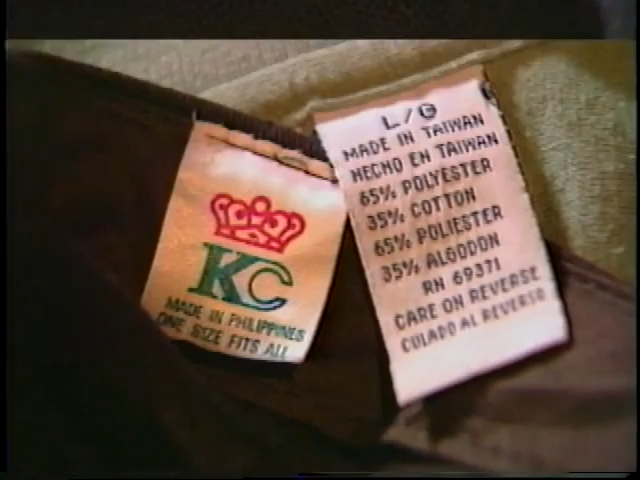 KC
MADE IN PHILIPPINES
ONE SIZE FITS ALL
L/G
MADE IN TAIWAN
HECHO EN TAIWAN
65% POLYESTER
35% COTTON
65% POLIESTER
35% ALGODON
RN 69371
CARE ON REVERSE
CUIADO AL REVERSO